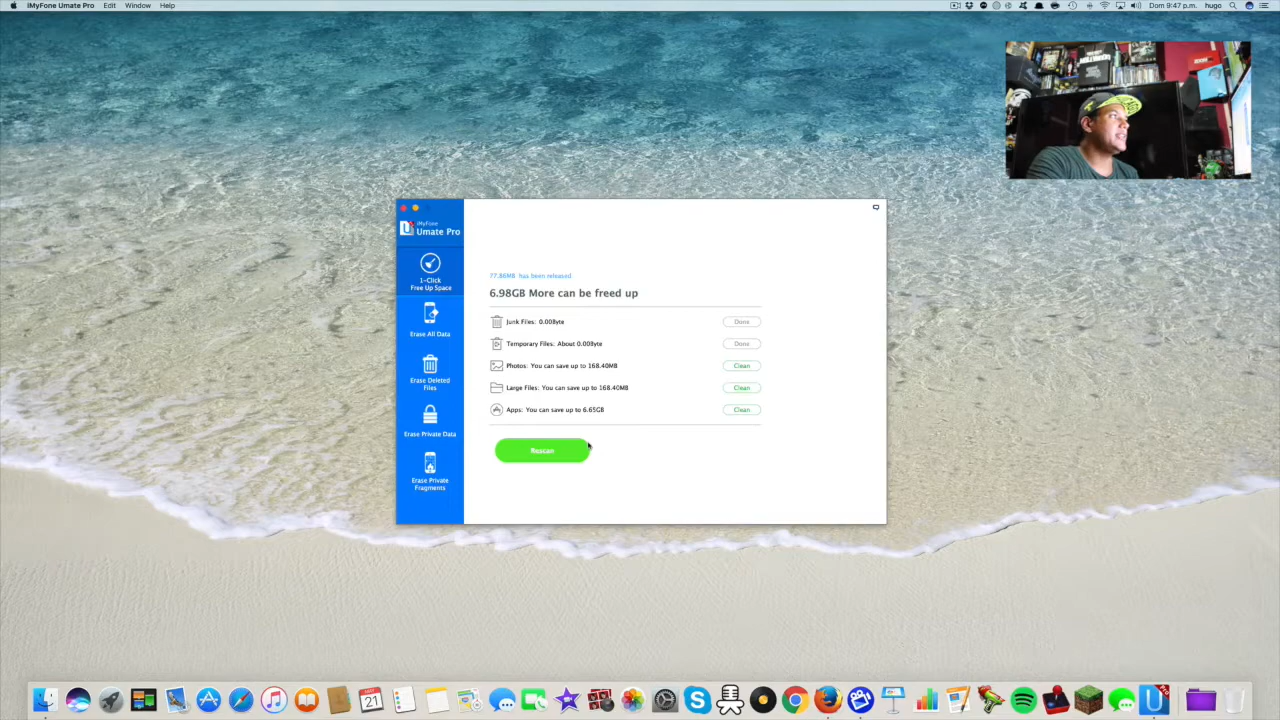 iMyFone Umate Pro Edit Window Help
Dom 9:47 p.m. hugo
iMyFone
Umate Pro
1-Click
Free Up Space
Erase All Data
Erase Deleted
Files
Erase Private Data
Erase Private
Fragments
77.86MB has been released
6.98GB More can be freed up
Junk Files: 0.00Byte
Done
Temporary Files: About 0.00Byte
Done
Photos: You can save up to 168.40MB
Clean
Large Files: You can save up to 168.40MB
Clean
Apps: You can save up to 6.65GB
Clean
Rescan
21